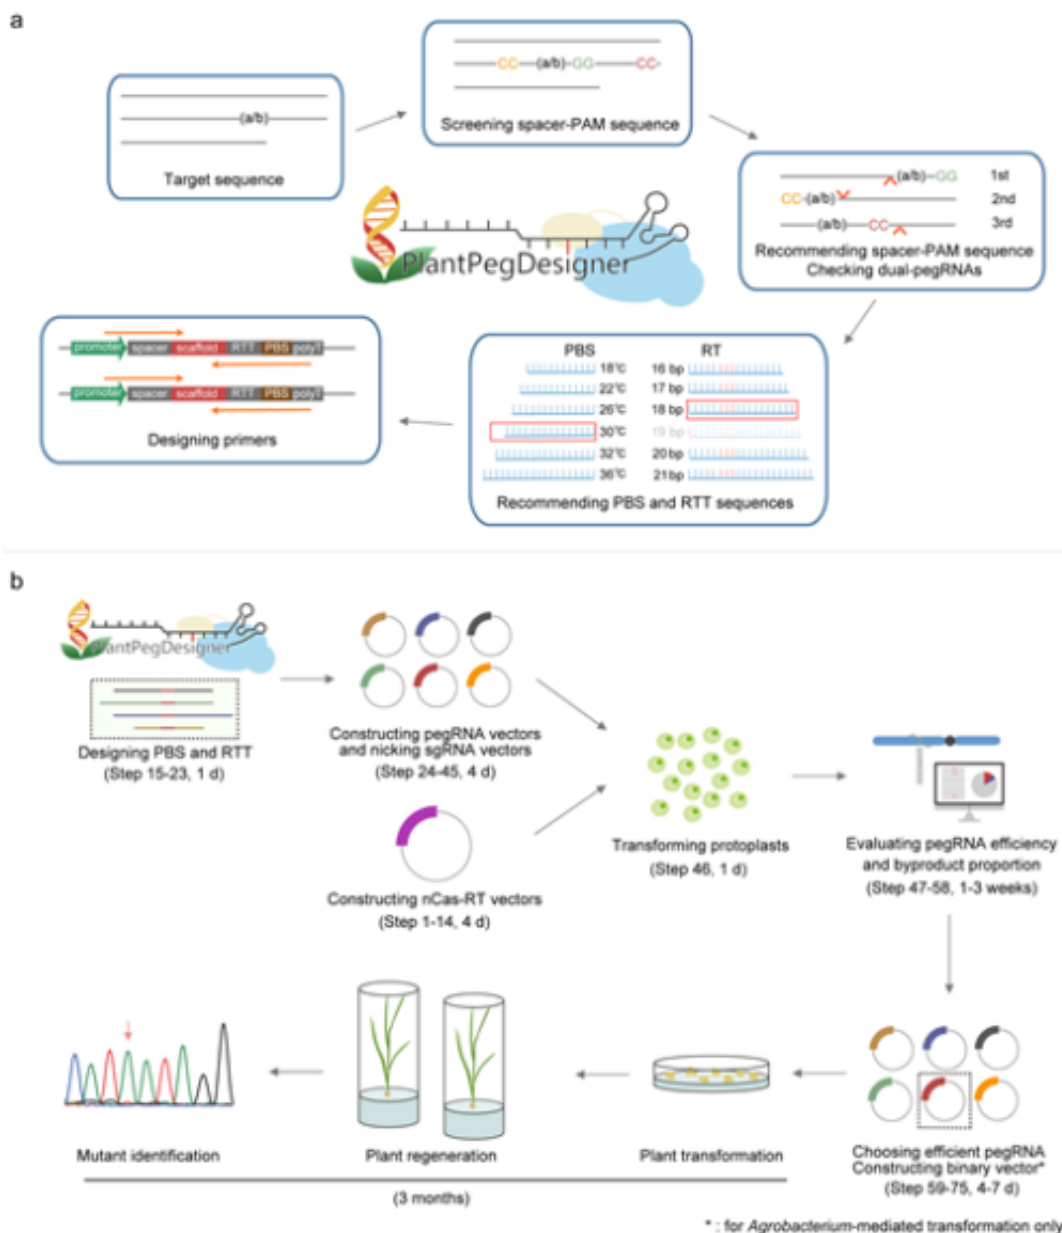 a
(a/b)
Target sequence
CC (a/b) GG CC
Screening spacer-PAM sequence
(a/b) GG 1st
CC (a/b) 2nd
(a/b) CC 3rd
Recommending spacer-PAM sequence
Checking dual-pegRNAs
PlantPegDesigner
promoter spacer scaffold RTT PBS polyT
promoter spacer scaffold RTT PBS polyT
Designing primers
PBS RT
18℃ 16 bp
22℃ 17 bp
26℃ 18 bp
30℃ 19 bp
32℃ 20 bp
36℃ 21 bp
Recommending PBS and RTT sequences
b
PlantPegDesigner
Designing PBS and RTT
(Step 15-23, 1 d)
Constructing pegRNA vectors
and nicking sgRNA vectors
(Step 24-45, 4 d)
Constructing nCas-RT vectors
(Step 1-14, 4 d)
Transforming protoplasts
(Step 46, 1 d)
Evaluating pegRNA efficiency
and byproduct proportion
(Step 47-58, 1-3 weeks)
Choosing efficient pegRNA
Constructing binary vector*
(Step 59-75, 4-7 d)
Plant transformation
Plant regeneration
Mutant identification
(3 months)
* : for Agrobacterium-mediated transformation only